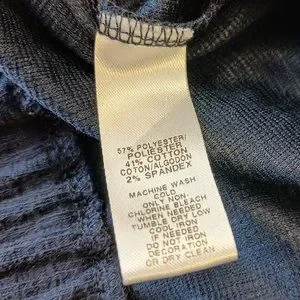 57% POLYESTER/
POLIESTER
41% COTTON
COTON/ALGODON
2% SPANDEX
MACHINE WASH
COLD
ONLY NON-
CHLORINE BLEACH
WHEN NEEDED
TUMBLE DRY LOW
COOL IRON
IF NEEDED
DO NOT IRON
DECORATION
OR DRY CLEAN